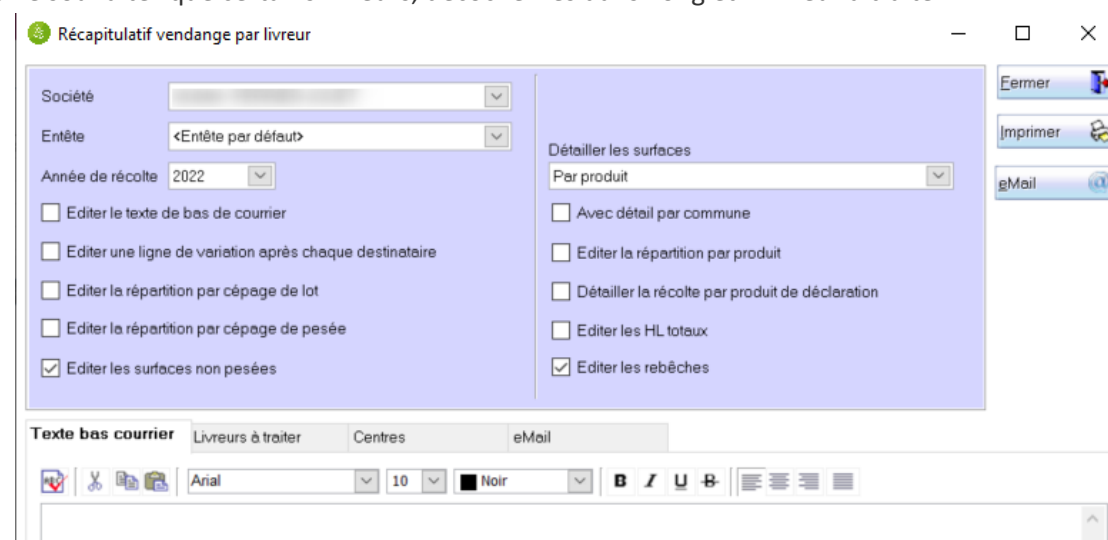 Récapitulatif vendange par livreur
Société
Entête
<Entête par défaut>
Année de récolte
2022
Editer le texte de bas de courrier
Editer une ligne de variation après chaque destinataire
Editer la répartition par cépage de lot
Editer la répartition par cépage de pesée
Editer les surfaces non pesées
Détailler les surfaces
Par produit
Avec détail par commune
Editer la répartition par produit
Détailler la récolte par produit de déclaration
Editer les HL totaux
Editer les rebêches
Fermer
Imprimer
eMail
Texte bas courrier
Livreurs à traiter
Centres
eMail
Arial
10
Noir
B I U B